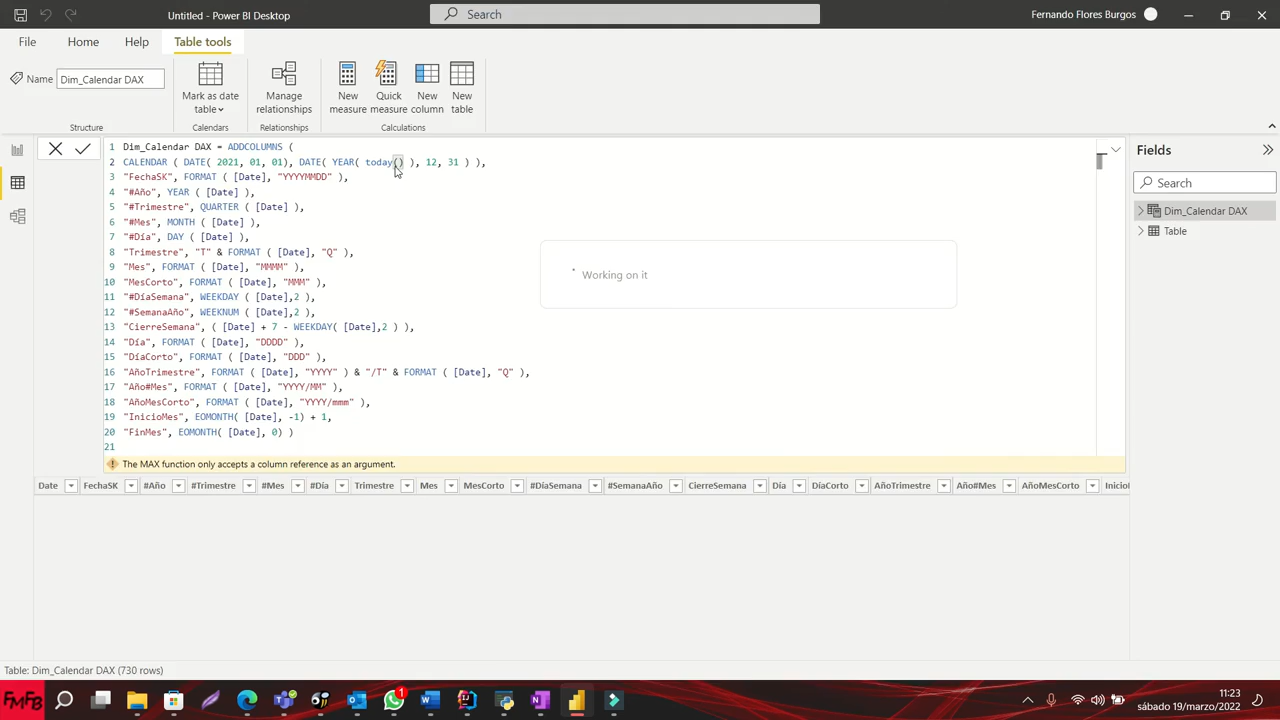 Untitled - Power BI Desktop
Search
Fernando Flores Burgos
File
Home
Help
Table tools
Name
Dim_Calendar DAX
Mark as date
table
Manage
relationships
New
measure
Quick
measure
New
column
New
table
Structure
Calendars
Relationships
Calculations
1 Dim_Calendar DAX = ADDCOLUMNS (
2 CALENDAR ( DATE( 2021, 01, 01), DATE( YEAR( today() ), 12, 31 ) ),
3 "FechaSK", FORMAT ( [Date], "YYYYMMDD" ),
4 "#Año", YEAR ( [Date] ),
5 "#Trimestre", QUARTER ( [Date] ),
6 "#Mes", MONTH ( [Date] ),
7 "#Día", DAY ( [Date] ),
8 "Trimestre", "T" & FORMAT ( [Date], "Q" ),
9 "Mes", FORMAT ( [Date], "MMMM" ),
10 "MesCorto", FORMAT ( [Date], "MMM" ),
11 "#DíaSemana", WEEKDAY ( [Date],2 ),
12 "#SemanaAño", WEEKNUM ( [Date],2 ),
13 "CierreSemana", ( [Date] + 7 - WEEKDAY( [Date],2 ) ),
14 "Día", FORMAT ( [Date], "DDDD" ),
15 "DíaCorto", FORMAT ( [Date], "DDD" ),
16 "AñoTrimestre", FORMAT ( [Date], "YYYY" ) & "/T" & FORMAT ( [Date], "Q" ),
17 "Año#Mes", FORMAT ( [Date], "YYYY/MM" ),
18 "AñoMesCorto", FORMAT ( [Date], "YYYY/mmm" ),
19 "InicioMes", EOMONTH( [Date], -1) + 1,
20 "FinMes", EOMONTH( [Date], 0) )
21
Working on it
The MAX function only accepts a column reference as an argument.
Date FechaSK #Año #Trimestre #Mes #Día Trimestre Mes MesCorto #DíaSemana #SemanaAño CierreSemana Día DíaCorto AñoTrimestre Año#Mes AñoMesCorto Iniciol
Fields
Search
Dim_Calendar DAX
Table
Table: Dim_Calendar DAX (730 rows)
FMFB
1
11:23
sábado 19/marzo/2022